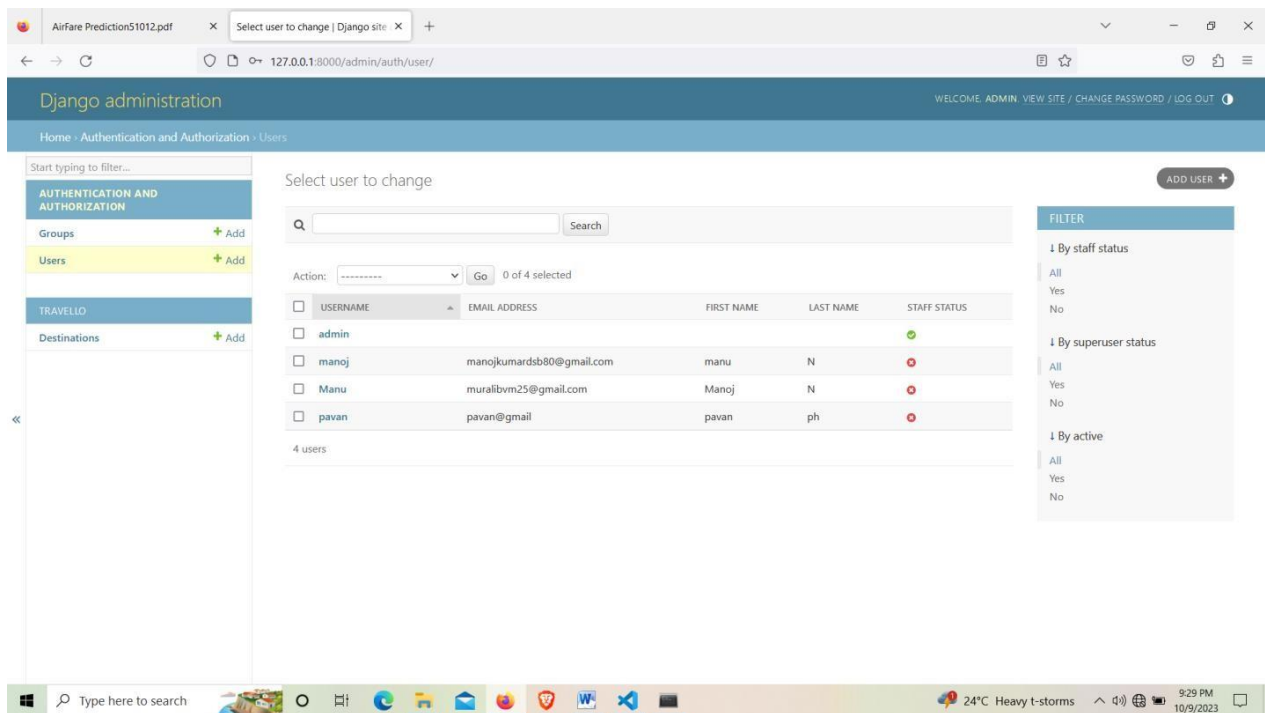 AirFare Prediction51012.pdf
Select user to change | Django site
127.0.0.1:8000/admin/auth/user/
Django administration
WELCOME, ADMIN. VIEW SITE / CHANGE PASSWORD / LOG OUT
Home › Authentication and Authorization › Users
Start typing to filter...
AUTHENTICATION AND
AUTHORIZATION
Groups + Add
Users + Add
TRAVELLO
Destinations + Add
«
Select user to change
ADD USER +
Search
Action: --------- Go 0 of 4 selected
USERNAME EMAIL ADDRESS FIRST NAME LAST NAME STAFF STATUS
admin
manoj manojkumardsb80@gmail.com manu N
Manu muralibvm25@gmail.com Manoj N
pavan pavan@gmail pavan ph
4 users
FILTER
↓ By staff status
All
Yes
No
↓ By superuser status
All
Yes
No
↓ By active
All
Yes
No
Type here to search
24°C Heavy t-storms
9:29 PM
10/9/2023